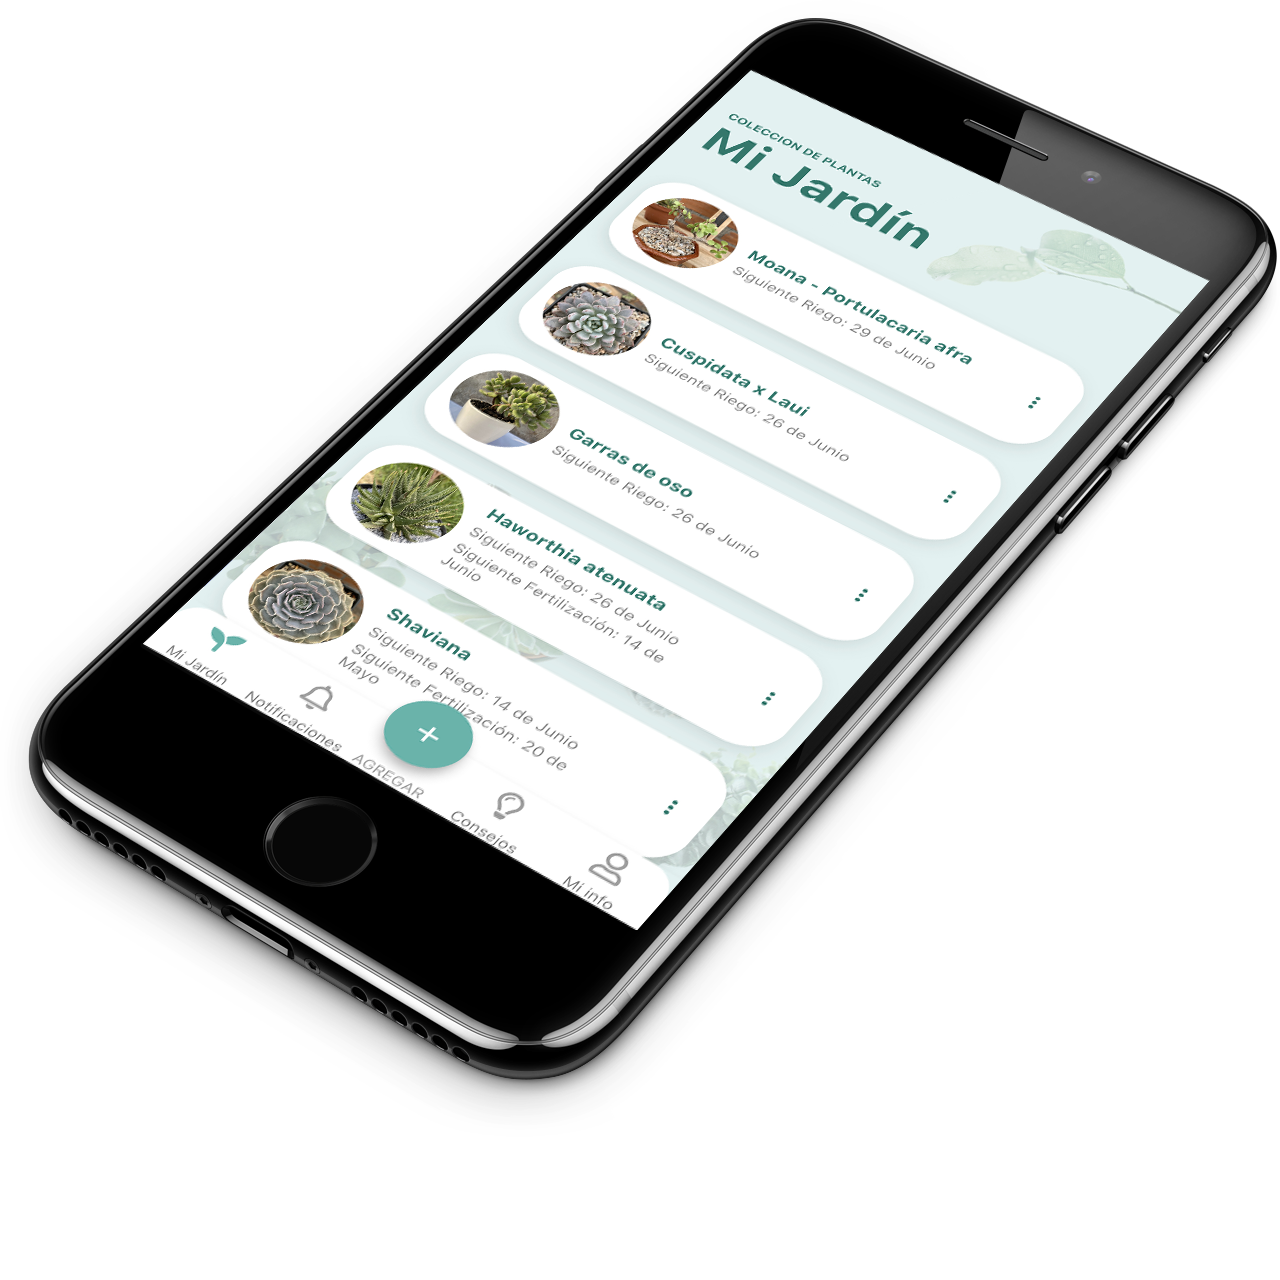 COLECCION DE PLANTAS
Mi Jardín
Moana - Portulacaria afra
Siguiente Riego: 29 de Junio
Cuspidata x Laui
Siguiente Riego: 26 de Junio
Garras de oso
Siguiente Riego: 26 de Junio
Haworthia atenuata
Siguiente Riego: 26 de Junio
Siguiente Fertilización: 14 de
Junio
Shaviana
Siguiente Riego: 14 de Junio
Siguiente Fertilización: 20 de
Mayo
Mi Jardín
Notificaciones
AGREGAR
Consejos
Mi info